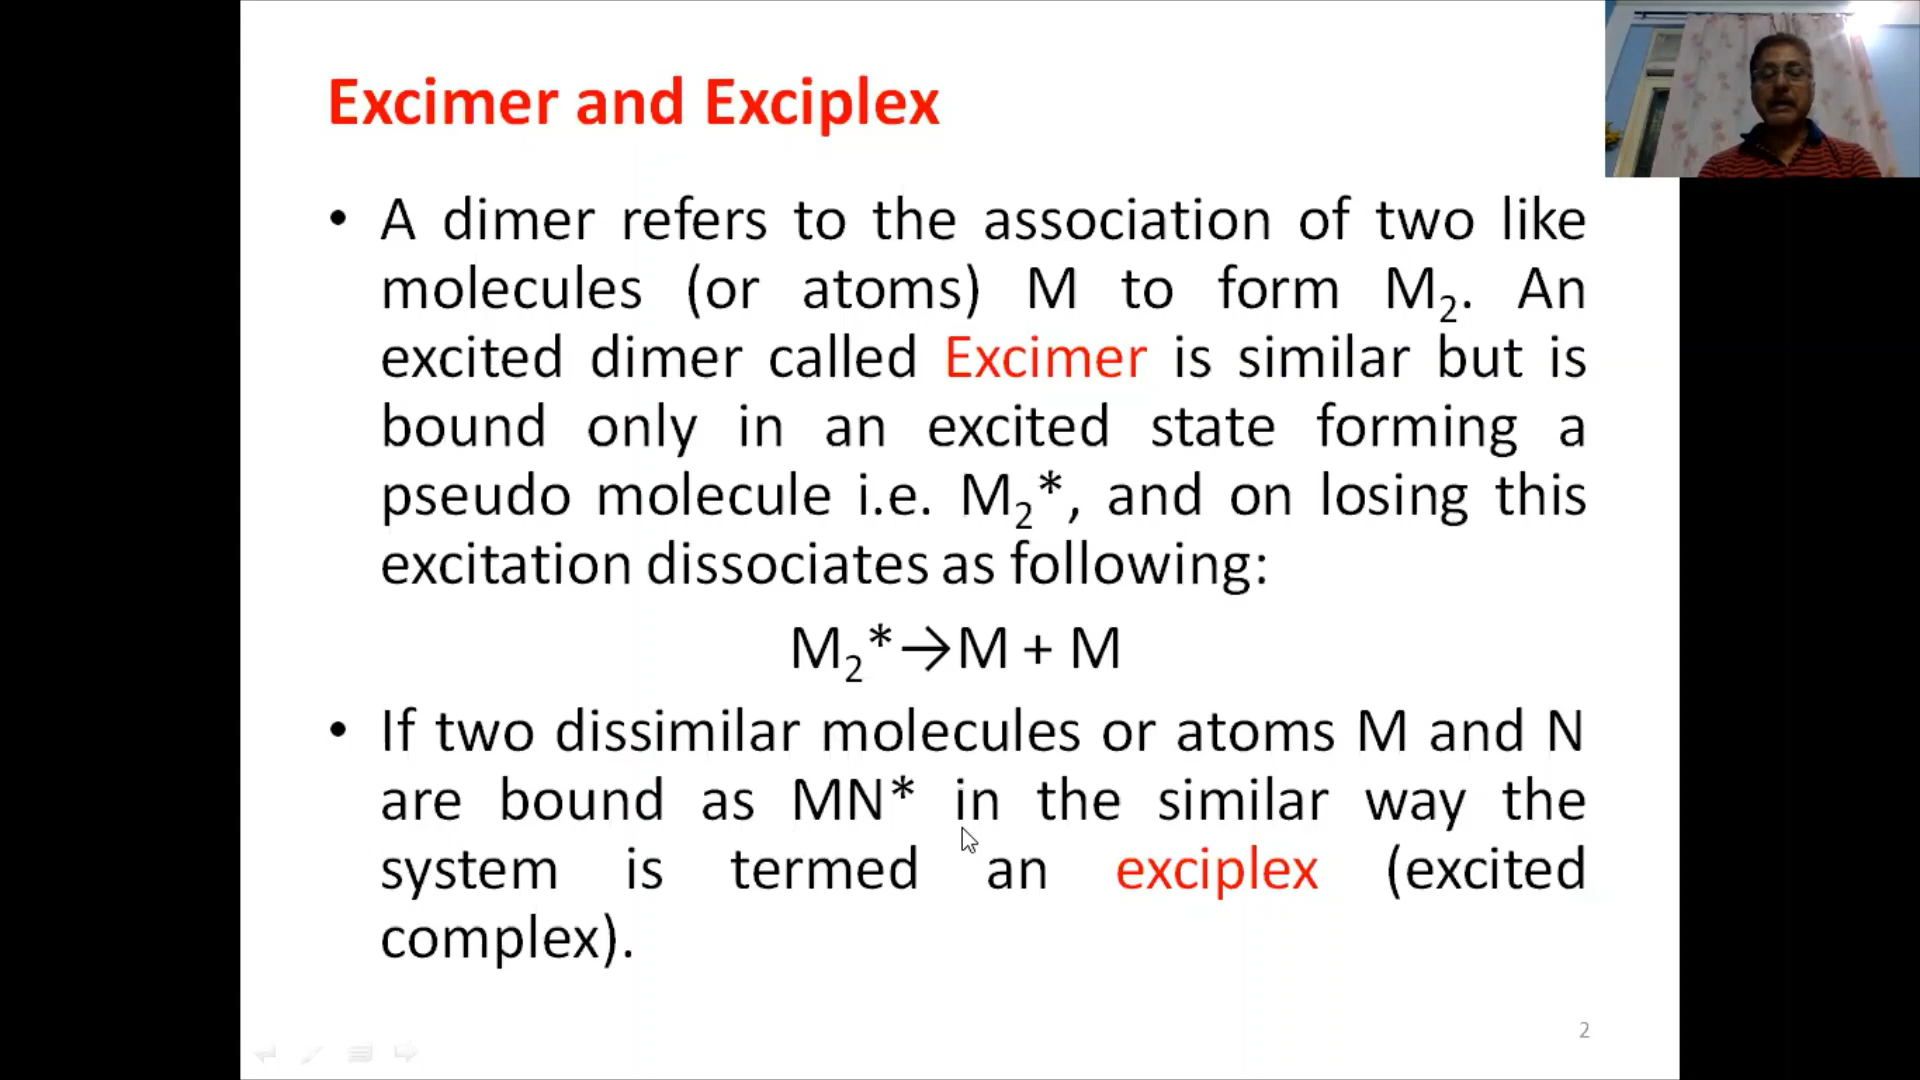 Excimer and Exciplex
• A dimer refers to the association of two like
molecules (or atoms) M to form M₂. An
excited dimer called Excimer is similar but is
bound only in an excited state forming a
pseudo molecule i.e. M₂*, and on losing this
excitation dissociates as following:
M₂*→M + M
• If two dissimilar molecules or atoms M and N
are bound as MN* in the similar way the
system is termed an exciplex (excited
complex).
2